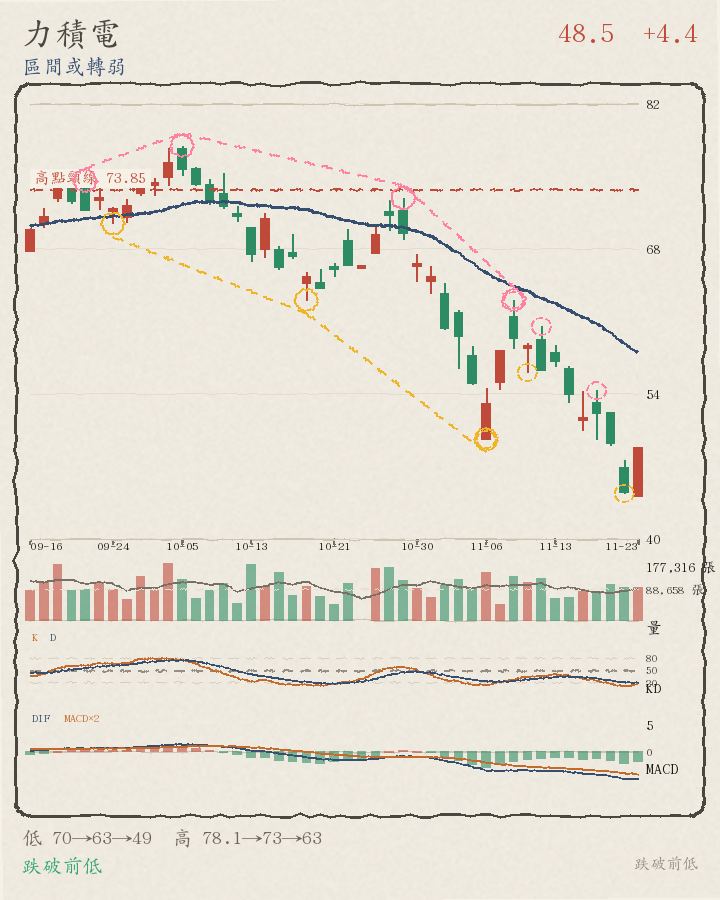 力積電
48.5 +4.4
區間或轉弱
82
高點頸線 73.85
68
54
40
09-16 09-24 10-05 10-13 10-21 10-30 11-06 11-13 11-23
177,316 張
88,658 張
量
K D
80
50
20
KD
DIF MACD×2
5
0
MACD
低 70→63→49 高 78.1→73→63
跌破前低
跌破前低